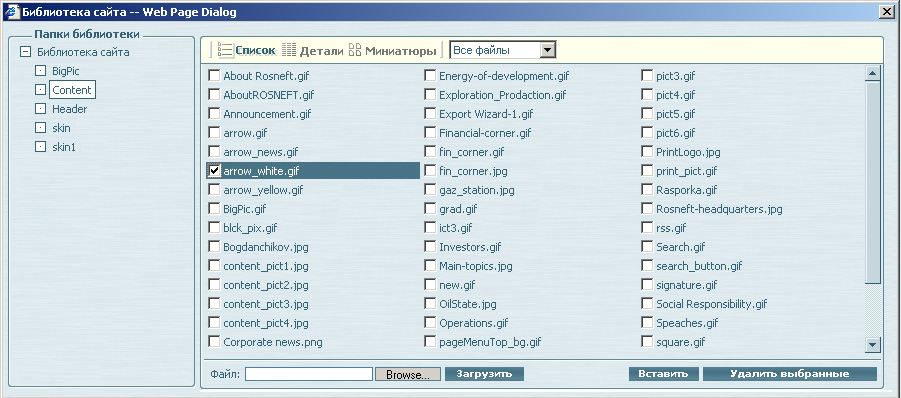 Библиотека сайта -- Web Page Dialog
Папки библиотеки
Библиотека сайта
BigPic
Content
Header
skin
skin1
Список Детали Миниатюры Все файлы
About Rosneft.gif Energy-of-development.gif pict3.gif
AboutROSNEFT.gif Exploration_Production.gif pict4.gif
Announcement.gif Export Wizard-1.gif pict5.gif
arrow.gif Financial-corner.gif pict6.gif
arrow_news.gif fin_corner.gif PrintLogo.jpg
arrow_white.gif fin_corner.jpg print_pict.gif
arrow_yellow.gif gaz_station.jpg Rasporka.gif
BigPic.gif grad.gif Rosneft-headquarters.jpg
blck_pix.gif ict3.gif rss.gif
Bogdanchikov.jpg Investors.gif Search.gif
content_pict1.jpg Main-topics.jpg search_button.gif
content_pict2.jpg new.gif signature.gif
content_pict3.jpg OilState.jpg Social Responsibility.gif
content_pict4.jpg Operations.gif Speaches.gif
Corporate news.png pageMenuTop_bg.gif square.gif
Файл: Browse... Загрузить Вставить Удалить выбранные